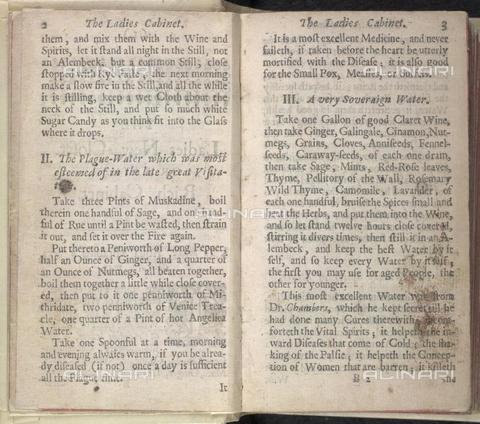 2 The Ladies Cabinet.
them, and mix them with the Wine and
Spirits, let it stand all night in the Still, not
an Alembeck, but a common Still, close
stopped with Rye Paste; the next morning
make a slow fire in the Still, and all the while
it is stilling, keep a wet Cloth about the
neck of the Still, and put so much white
Sugar Candy as you think fit into the Glass
where it drops.
II. The Plague-Water which was most
esteemed of in the late great Visita-
tion.
Take three Pints of Muskadine, boil
therein one handful of Sage, and one hand-
ful of Rue until a Pint be wasted, then strain
it out, and set it over the Fire again.
Put thereto a Peniworth of Long Pepper,
half an Ounce of Ginger, and a quarter of
an Ounce of Nutmegs, all beaten together,
boil them together a little while close cover-
ed, then put to it one penniworth of Mi-
thridate, two penniworth of Venice Trea-
cle, one quarter of a Pint of hot Angelica
Water.
Take one Spoonful at a time, morning
and evening alwaies warm, if you be alrea-
dy diseased (if not) once a day is sufficient
all the Plague time.
It
The Ladies Cabinet. 3
It is a most excellent Medicine, and never
faileth, if taken before the heart be utterly
mortified with the Disease; it is also good
for the Small Pox, Measles, or Surfets.
III. A very Soveraign Water.
Take one Gallon of good Claret Wine,
then take Ginger, Galingale, Cinamon, Nut-
megs, Grains, Cloves, Anniseeds, Fennel-
seeds, Caraway-seeds, of each one dram,
then take Sage, Mints, Red-Rose leaves,
Thyme, Pellitory of the Wall, Rosemary
Wild Thyme, Camomile, Lavander, of
each one handful, bruise the Spices small and
beat the Herbs, and put them into the Wine,
and so let stand twelve hours close covered,
stirring it divers times, then still it in an A-
lembeck, and keep the best Water by it
self, and so keep every Water by it self;
the first you may use for aged People, the
other for younger.
This most excellent Water was from
Dr. Chambers, which he kept secret till he
had done many Cures therewith; it com-
forteth the Vital Spirits; it helpeth the in-
ward Diseases that come of Cold; the sha-
king of the Palsie; it helpeth the Concep-
tion of Women that are barren; it killeth
B 2 the
ALINARI
ALINARI
ALINARI
ALINARI